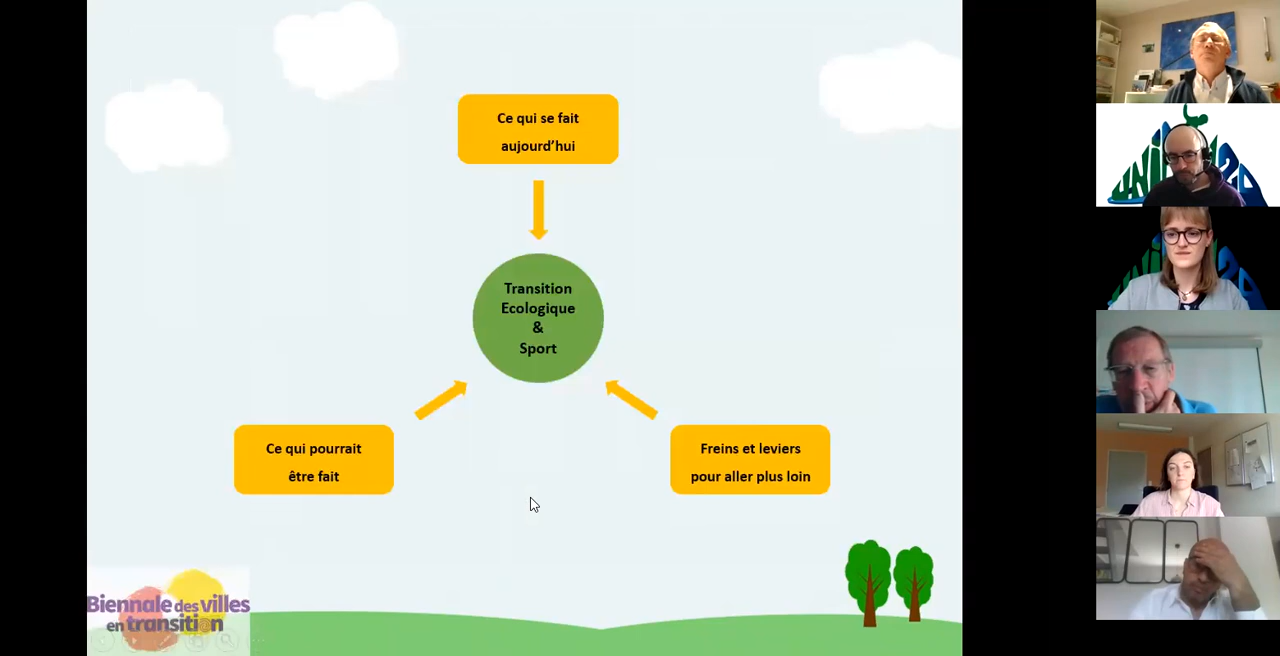 Ce qui se fait
aujourd'hui
Transition
Ecologique
&
Sport
Ce qui pourrait
être fait
Freins et leviers
pour aller plus loin
Biennale des villes
en transiti@n